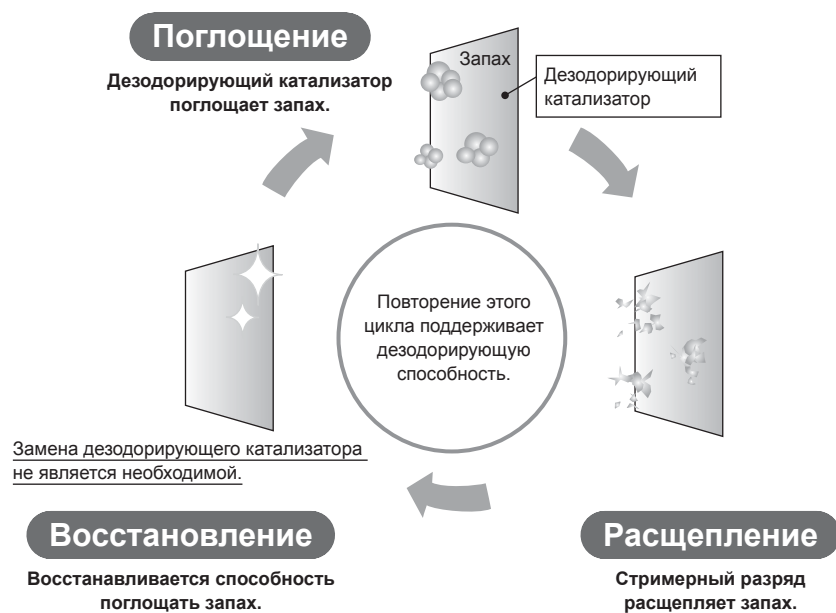 Поглощение
Дезодорирующий катализатор
поглощает запах.
Запах
Дезодорирующий
катализатор
Повторение этого
цикла поддерживает
дезодорирующую
способность.
Замена дезодорирующего катализатора
не является необходимой.
Восстановление
Восстанавливается способность
поглощать запах.
Расщепление
Стримерный разряд
расщепляет запах.